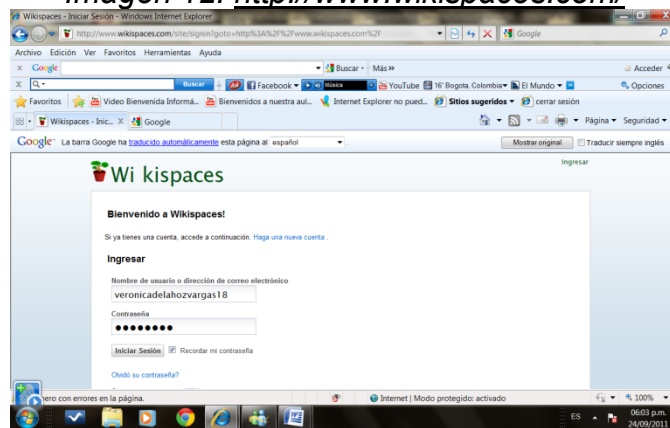 Imagen 12. http://www.wikispaces.com/
Wikispaces - Iniciar Sesión - Windows Internet Explorer
http://www.wikispaces.com/site/signin?goto=http%3A%2F%2Fwww.wikispaces.com%2F
Google
Archivo Edición Ver Favoritos Herramientas Ayuda
x Google Buscar Más» Acceder
X Q Buscar Facebook Música YouTube 16° Bogota, Colombia El Mundo Opciones
Favoritos Video Bienvenida Informá... Bienvenidos a nuestra aul... Internet Explorer no pued... Sitios sugeridos cerrar sesión
Wikispaces - Inic... X Google Página Seguridad
Google La barra Google ha traducido automáticamente esta página al español Mostrar original Traducir siempre inglés
Ingresar
Wi kispaces
Bienvenido a Wikispaces!
Si ya tienes una cuenta, accede a continuación. Haga una nueva cuenta .
Ingresar
Nombre de usuario o dirección de correo electrónico
veronicadelahozvargas18
Contraseña
●●●●●●●●
Iniciar Sesión Recordar mi contraseña
Olvidó su contraseña?
pero con errores en la página. Internet | Modo protegido: activado 100%
ES 06:03 p.m.
24/09/2011